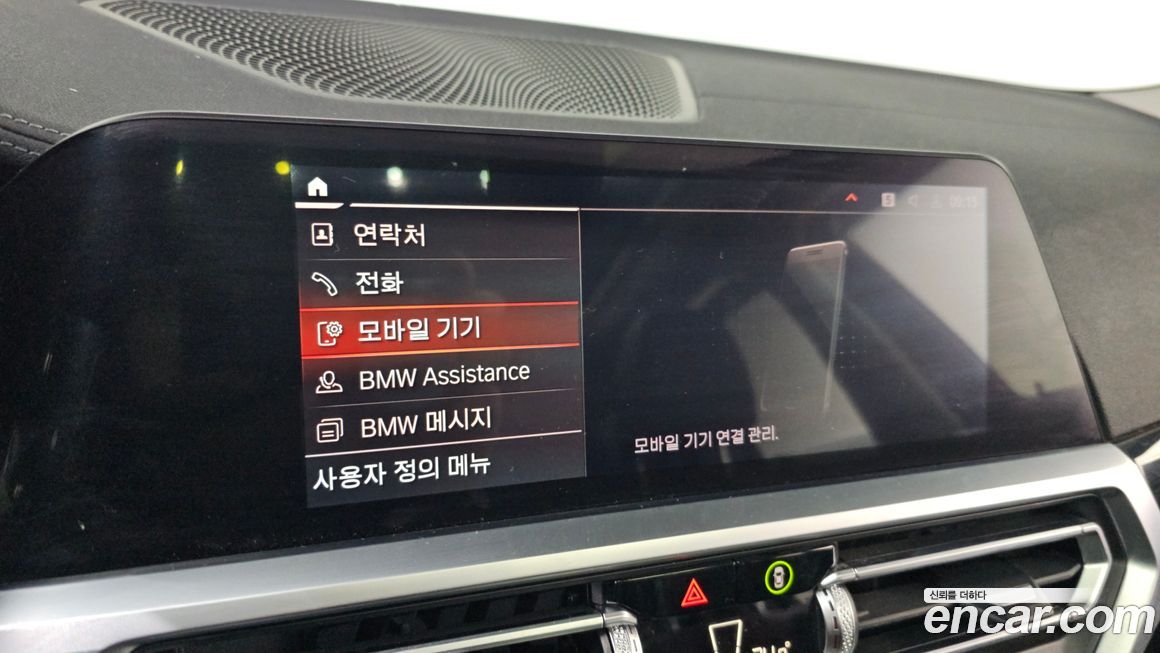 09:15
연락처
전화
모바일 기기
BMW Assistance
BMW 메시지
사용자 정의 메뉴
모바일 기기 연결 관리.
신뢰를 더하다
encar.com